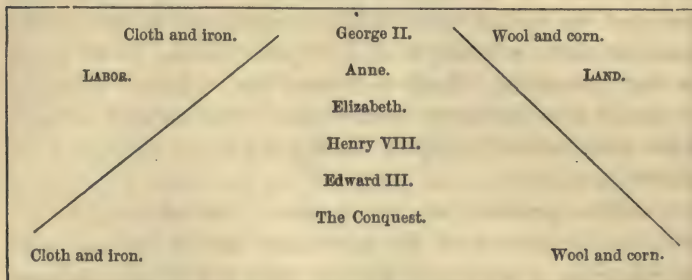 Cloth and iron. George II. Wool and corn.
LABOR. Anne. LAND.
Elizabeth.
Henry VIII.
Edward III.
The Conquest.
Cloth and iron. Wool and corn.